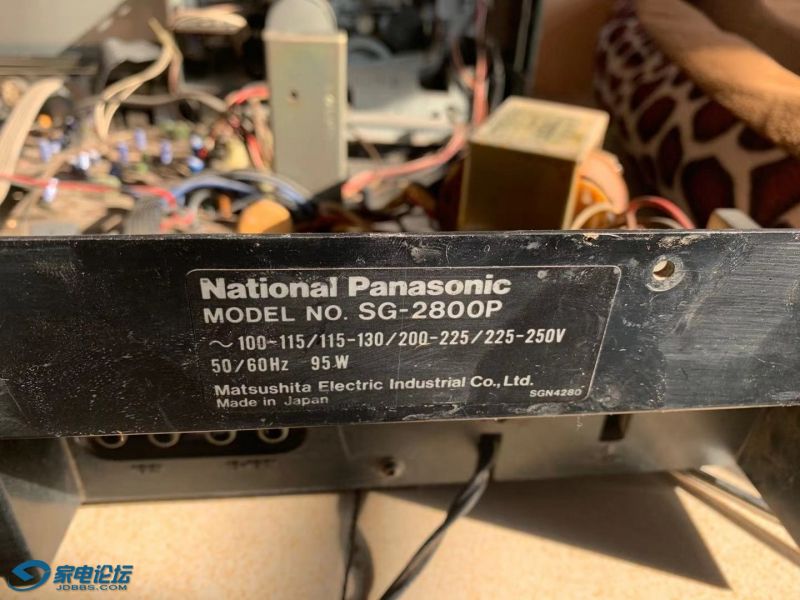 National Panasonic
MODEL NO. SG-2800P
~ 100-115/115-130/200-225/225-250V
50/60Hz 95W
Matsushita Electric Industrial Co., Ltd.
Made in Japan
SGN4280
家电论坛
JDBBS.COM